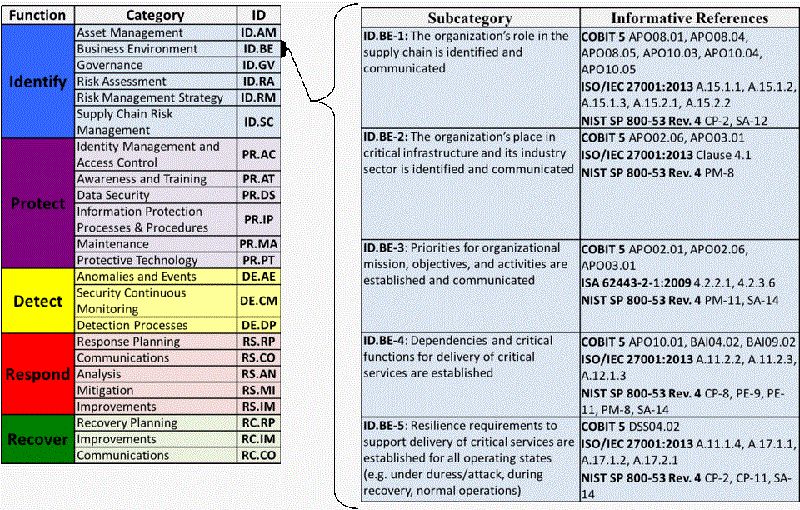 Function Category ID
Identify
Asset Management ID.AM
Business Environment ID.BE
Governance ID.GV
Risk Assessment ID.RA
Risk Management Strategy ID.RM
Supply Chain Risk
Management ID.SC
Protect
Identity Management and
Access Control PR.AC
Awareness and Training PR.AT
Data Security PR.DS
Information Protection
Processes & Procedures PR.IP
Maintenance PR.MA
Protective Technology PR.PT
Detect
Anomalies and Events DE.AE
Security Continuous
Monitoring DE.CM
Detection Processes DE.DP
Respond
Response Planning RS.RP
Communications RS.CO
Analysis RS.AN
Mitigation RS.MI
Improvements RS.IM
Recover
Recovery Planning RC.RP
Improvements RC.IM
Communications RC.CO
Subcategory Informative References
ID.BE-1: The organization's role in the
supply chain is identified and
communicated
COBIT 5 APO08.01, APO08.04,
APO08.05, APO10.03, APO10.04,
APO10.05
ISO/IEC 27001:2013 A.15.1.1, A.15.1.2,
A.15.1.3, A.15.2.1, A.15.2.2
NIST SP 800-53 Rev. 4 CP-2, SA-12
ID.BE-2: The organization's place in
critical infrastructure and its industry
sector is identified and communicated
COBIT 5 APO02.06, APO03.01
ISO/IEC 27001:2013 Clause 4.1
NIST SP 800-53 Rev. 4 PM-8
ID.BE-3: Priorities for organizational
mission, objectives, and activities are
established and communicated
COBIT 5 APO02.01, APO02.06,
APO03.01
ISA 62443-2-1:2009 4.2.2.1, 4.2.3.6
NIST SP 800-53 Rev. 4 PM-11, SA-14
ID.BE-4: Dependencies and critical
functions for delivery of critical
services are established
COBIT 5 APO10.01, BAI04.02, BAI09.02
ISO/IEC 27001:2013 A.11.2.2, A.11.2.3,
A.12.1.3
NIST SP 800-53 Rev. 4 CP-8, PE-9, PE-
11, PM-8, SA-14
ID.BE-5: Resilience requirements to
support delivery of critical services are
established for all operating states
(e.g. under duress/attack, during
recovery, normal operations)
COBIT 5 DSS04.02
ISO/IEC 27001:2013 A.11.1.4, A.17.1.1,
A.17.1.2, A.17.2.1
NIST SP 800-53 Rev. 4 CP-2, CP-11, SA-
14